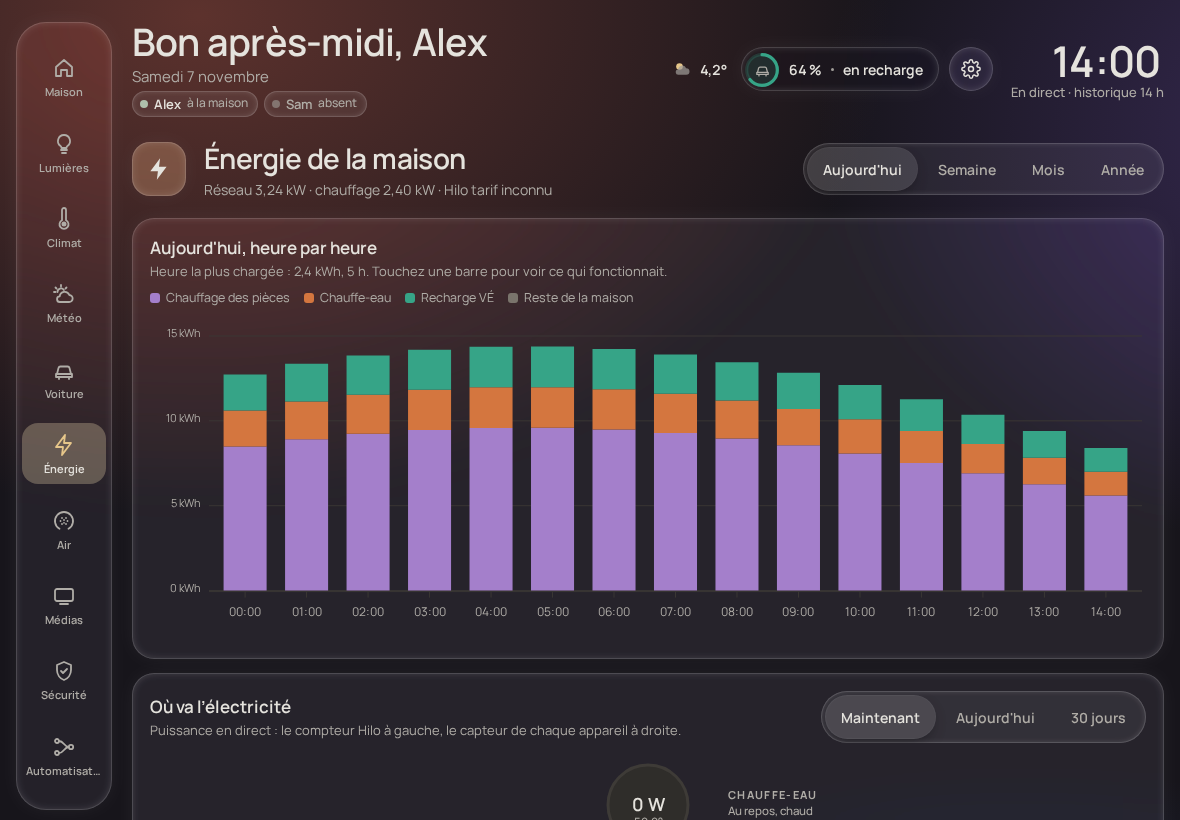 Bon après-midi, Alex
Samedi 7 novembre
Alex à la maison
Sam absent
4,2°
64 % · en recharge
14:00
En direct · historique 14 h
Maison
Lumières
Climat
Météo
Voiture
Énergie
Air
Médias
Sécurité
Automatisat…
Énergie de la maison
Réseau 3,24 kW · chauffage 2,40 kW · Hilo tarif inconnu
Aujourd'hui
Semaine
Mois
Année
Aujourd'hui, heure par heure
Heure la plus chargée : 2,4 kWh, 5 h. Touchez une barre pour voir ce qui fonctionnait.
Chauffage des pièces
Chauffe-eau
Recharge VÉ
Reste de la maison
15 kWh
10 kWh
5 kWh
0 kWh
00:00
01:00
02:00
03:00
04:00
05:00
06:00
07:00
08:00
09:00
10:00
11:00
12:00
13:00
14:00
Où va l'électricité
Puissance en direct : le compteur Hilo à gauche, le capteur de chaque appareil à droite.
Maintenant
Aujourd'hui
30 jours
0 W
CHAUFFE-EAU
Au repos, chaud